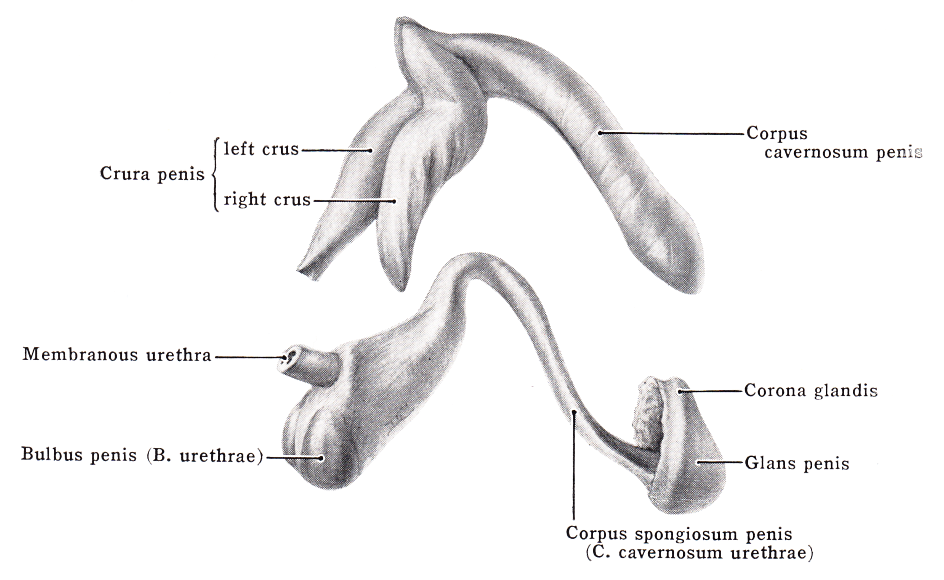 Corpus
cavernosum penis
Crura penis
left crus
right crus
Membranous urethra
Corona glandis
Bulbus penis (B. urethrae)
Glans penis
Corpus spongiosum penis
(C. cavernosum urethrae)